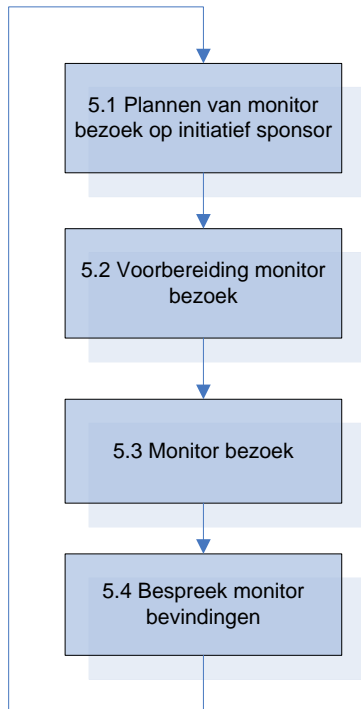 5.1 Plannen van monitor
bezoek op initiatief sponsor
5.2 Voorbereiding monitor
bezoek
5.3 Monitor bezoek
5.4 Bespreek monitor
bevindingen